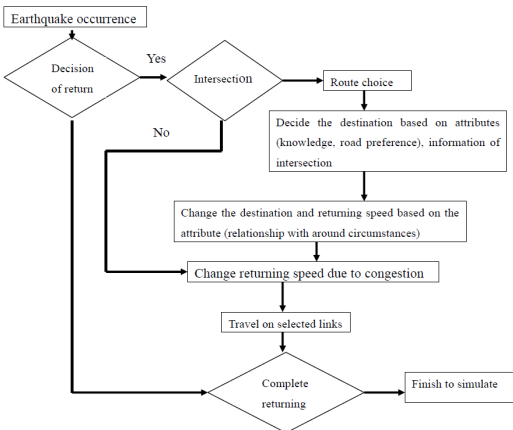 Earthquake occurrence
Decision
of return
Yes
Intersection
Route choice
Decide the destination based on attributes
(knowledge, road preference), information of
intersection
No
Change the destination and returning speed based on the
attribute (relationship with around circumstances)
Change returning speed due to congestion
Travel on selected links
Complete
returning
Finish to simulate